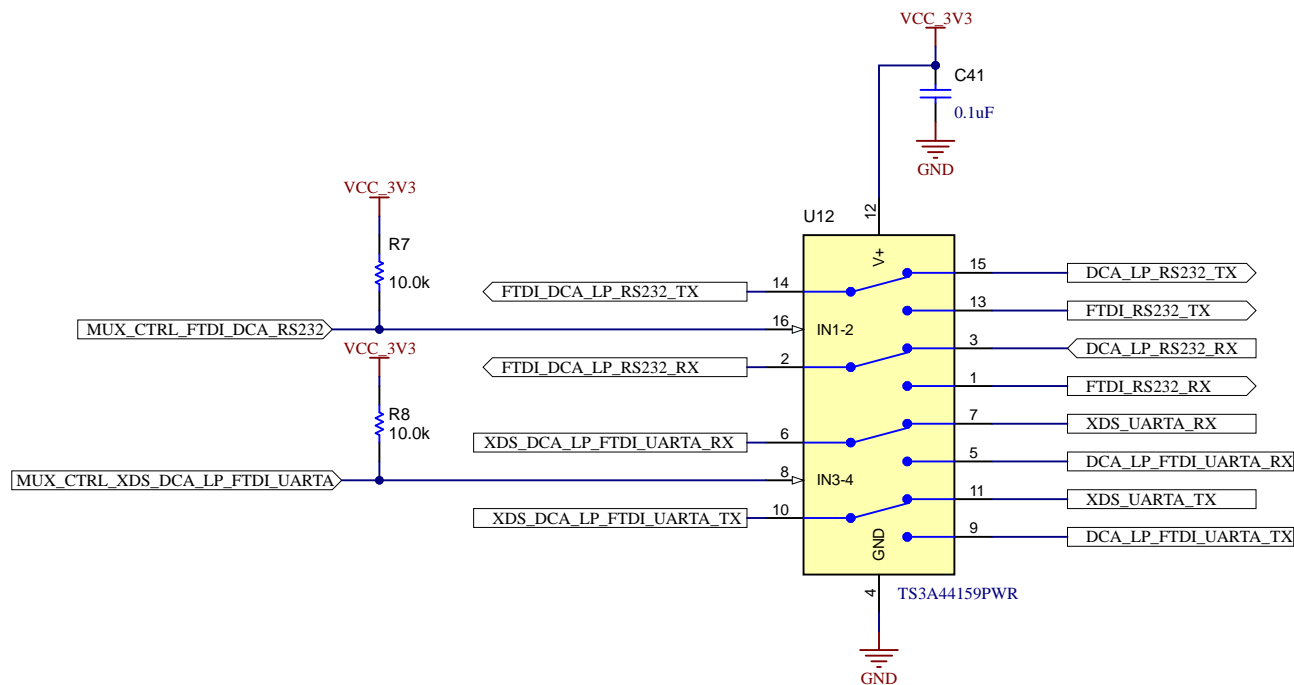 VCC_3V3
C41
0.1uF
GND
VCC_3V3
R7
10.0k
U12
12
V+
FTDI_DCA_LP_RS232_TX
14
15
DCA_LP_RS232_TX
13
FTDI_RS232_TX
MUX_CTRL_FTDI_DCA_RS232
16
IN1-2
VCC_3V3
3
DCA_LP_RS232_RX
FTDI_DCA_LP_RS232_RX
2
1
FTDI_RS232_RX
R8
10.0k
7
XDS_UARTA_RX
XDS_DCA_LP_FTDI_UARTA_RX
6
5
DCA_LP_FTDI_UARTA_RX
MUX_CTRL_XDS_DCA_LP_FTDI_UARTA
8
IN3-4
11
XDS_UARTA_TX
XDS_DCA_LP_FTDI_UARTA_TX
10
9
DCA_LP_FTDI_UARTA_TX
GND
4
TS3A44159PWR
GND